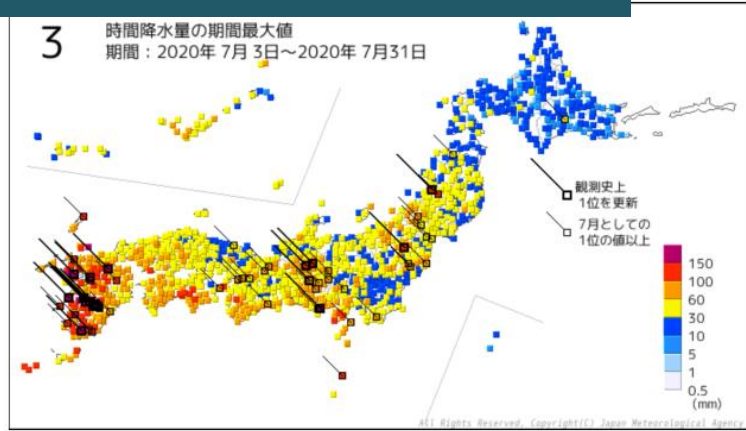 3
時間降水量の期間最大値
期間：2020年 7月 3日～2020年 7月31日
観測史上
1位を更新
7月としての
1位の値以上
150
100
60
30
10
5
1
0.5
(mm)
All Rights Reserved, Copyright(C) Japan Meteorological Agency